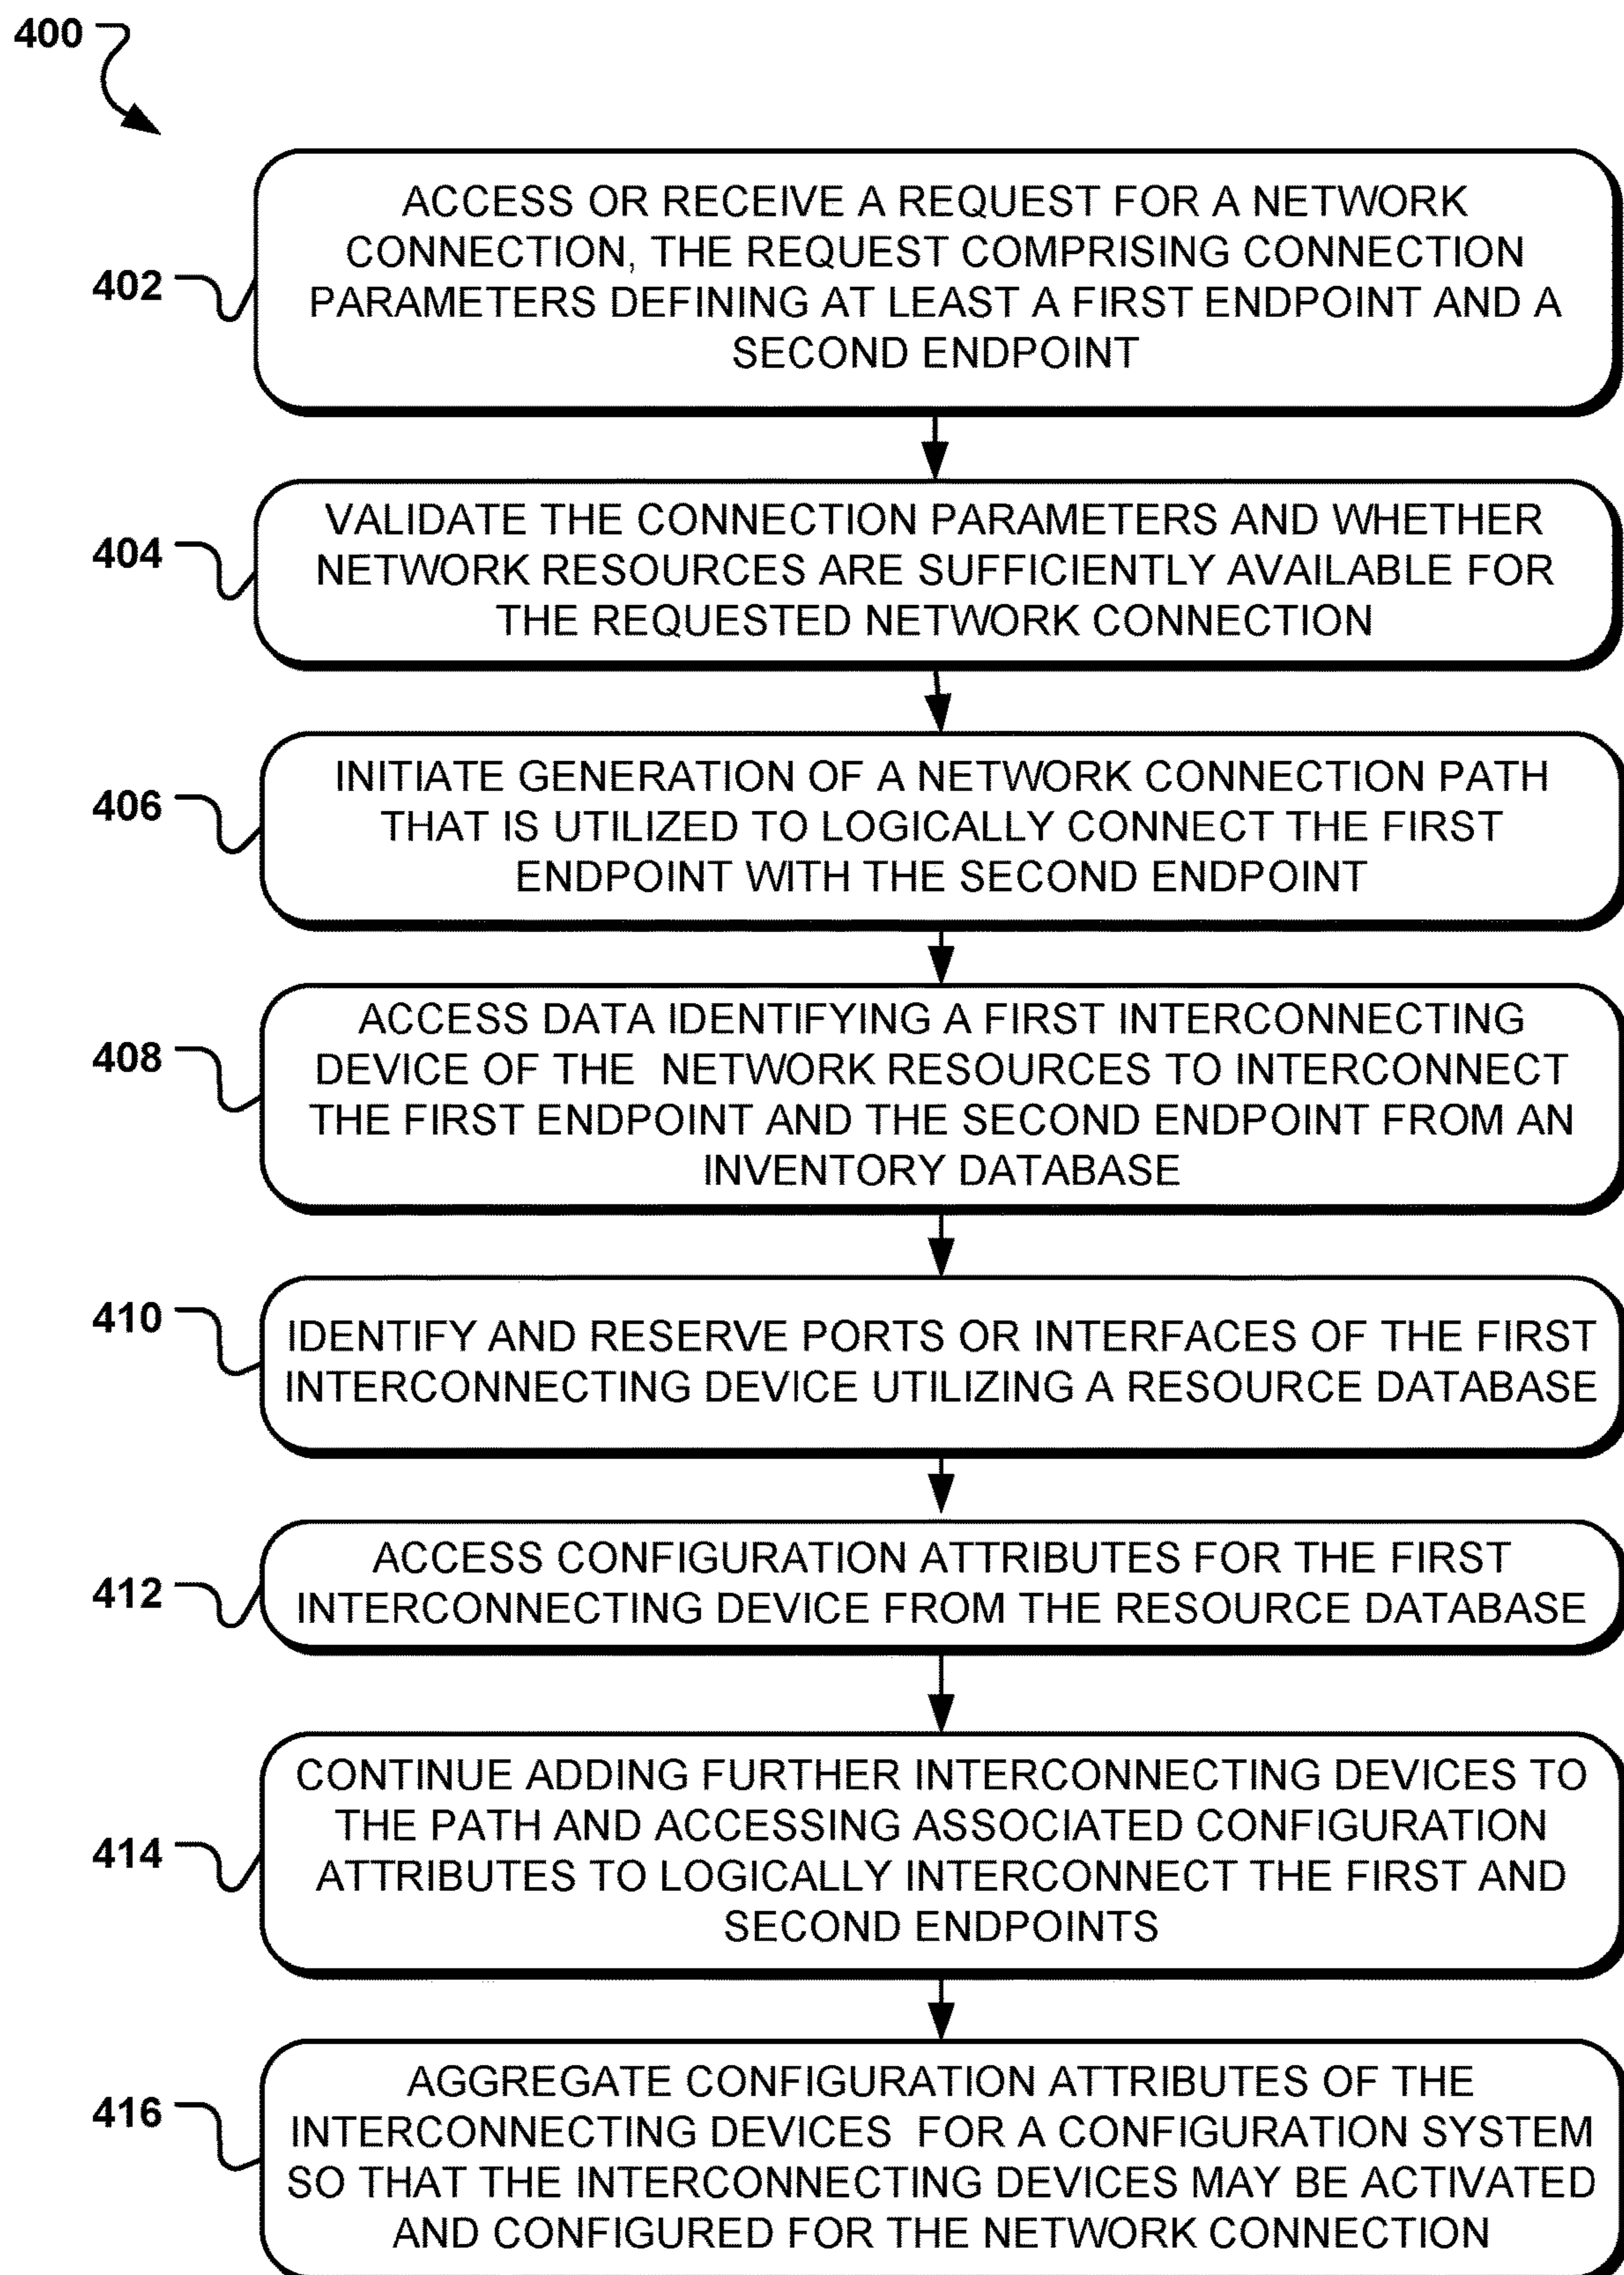 400
ACCESS OR RECEIVE A REQUEST FOR A NETWORK
CONNECTION, THE REQUEST COMPRISING CONNECTION
PARAMETERS DEFINING AT LEAST A FIRST ENDPOINT AND A
SECOND ENDPOINT
402
VALIDATE THE CONNECTION PARAMETERS AND WHETHER
NETWORK RESOURCES ARE SUFFICIENTLY AVAILABLE FOR
THE REQUESTED NETWORK CONNECTION
404
INITIATE GENERATION OF A NETWORK CONNECTION PATH
THAT IS UTILIZED TO LOGICALLY CONNECT THE FIRST
ENDPOINT WITH THE SECOND ENDPOINT
406
ACCESS DATA IDENTIFYING A FIRST INTERCONNECTING
DEVICE OF THE NETWORK RESOURCES TO INTERCONNECT
THE FIRST ENDPOINT AND THE SECOND ENDPOINT FROM AN
INVENTORY DATABASE
408
IDENTIFY AND RESERVE PORTS OR INTERFACES OF THE FIRST
INTERCONNECTING DEVICE UTILIZING A RESOURCE DATABASE
410
ACCESS CONFIGURATION ATTRIBUTES FOR THE FIRST
INTERCONNECTING DEVICE FROM THE RESOURCE DATABASE
412
CONTINUE ADDING FURTHER INTERCONNECTING DEVICES TO
THE PATH AND ACCESSING ASSOCIATED CONFIGURATION
ATTRIBUTES TO LOGICALLY INTERCONNECT THE FIRST AND
SECOND ENDPOINTS
414
AGGREGATE CONFIGURATION ATTRIBUTES OF THE
INTERCONNECTING DEVICES FOR A CONFIGURATION SYSTEM
SO THAT THE INTERCONNECTING DEVICES MAY BE ACTIVATED
AND CONFIGURED FOR THE NETWORK CONNECTION
416